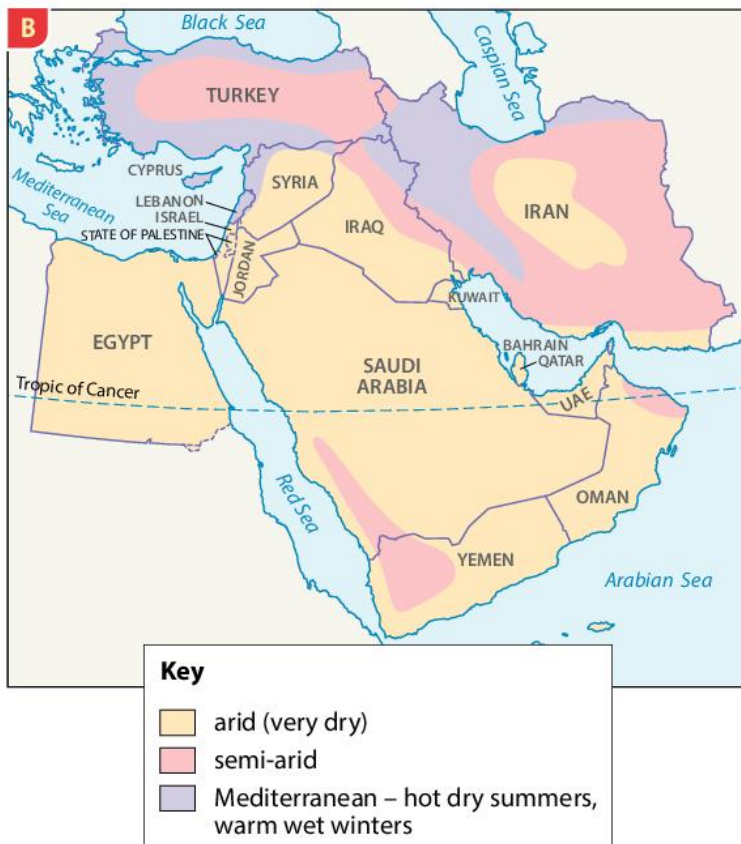 B
Black Sea
Caspian Sea
TURKEY
CYPRUS
Mediterranean
Sea
LEBANON
ISRAEL
STATE OF PALESTINE
SYRIA
JORDAN
IRAQ
IRAN
KUWAIT
EGYPT
BAHRAIN
QATAR
SAUDI
ARABIA
Tropic of Cancer
UAE
Red Sea
OMAN
YEMEN
Arabian Sea
Key
arid (very dry)
semi-arid
Mediterranean – hot dry summers,
warm wet winters